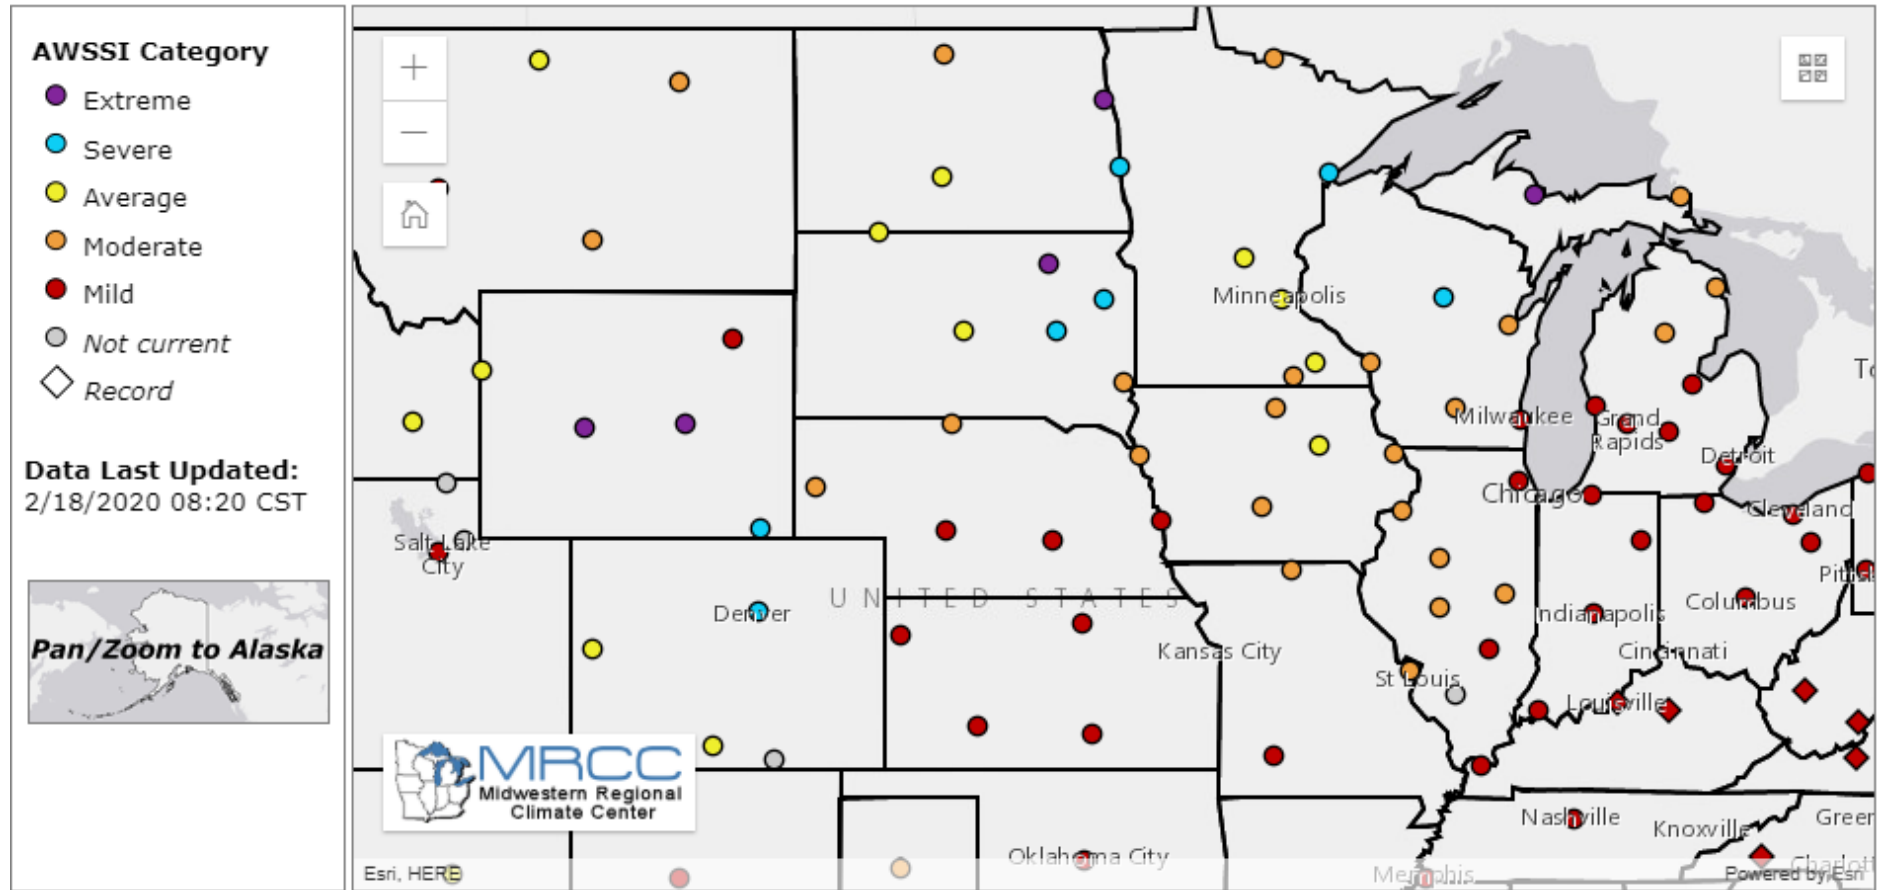 AWSSI Category
Extreme
Severe
Average
Moderate
Mild
Not current
Record
Data Last Updated:
2/18/2020 08:20 CST
Pan/Zoom to Alaska
Minneapolis
Milwaukee
Grand
Rapids
Detroit
Chicago
Cleveland
Salt Lake
City
Denver
UNITED STATES
Indianapolis
Columbus
Kansas City
Cincinnati
St Louis
Louisville
MRCC
Midwestern Regional
Climate Center
Nashville
Knoxville
Oklahoma City
Memphis
Esri, HERE
Powered by Esri